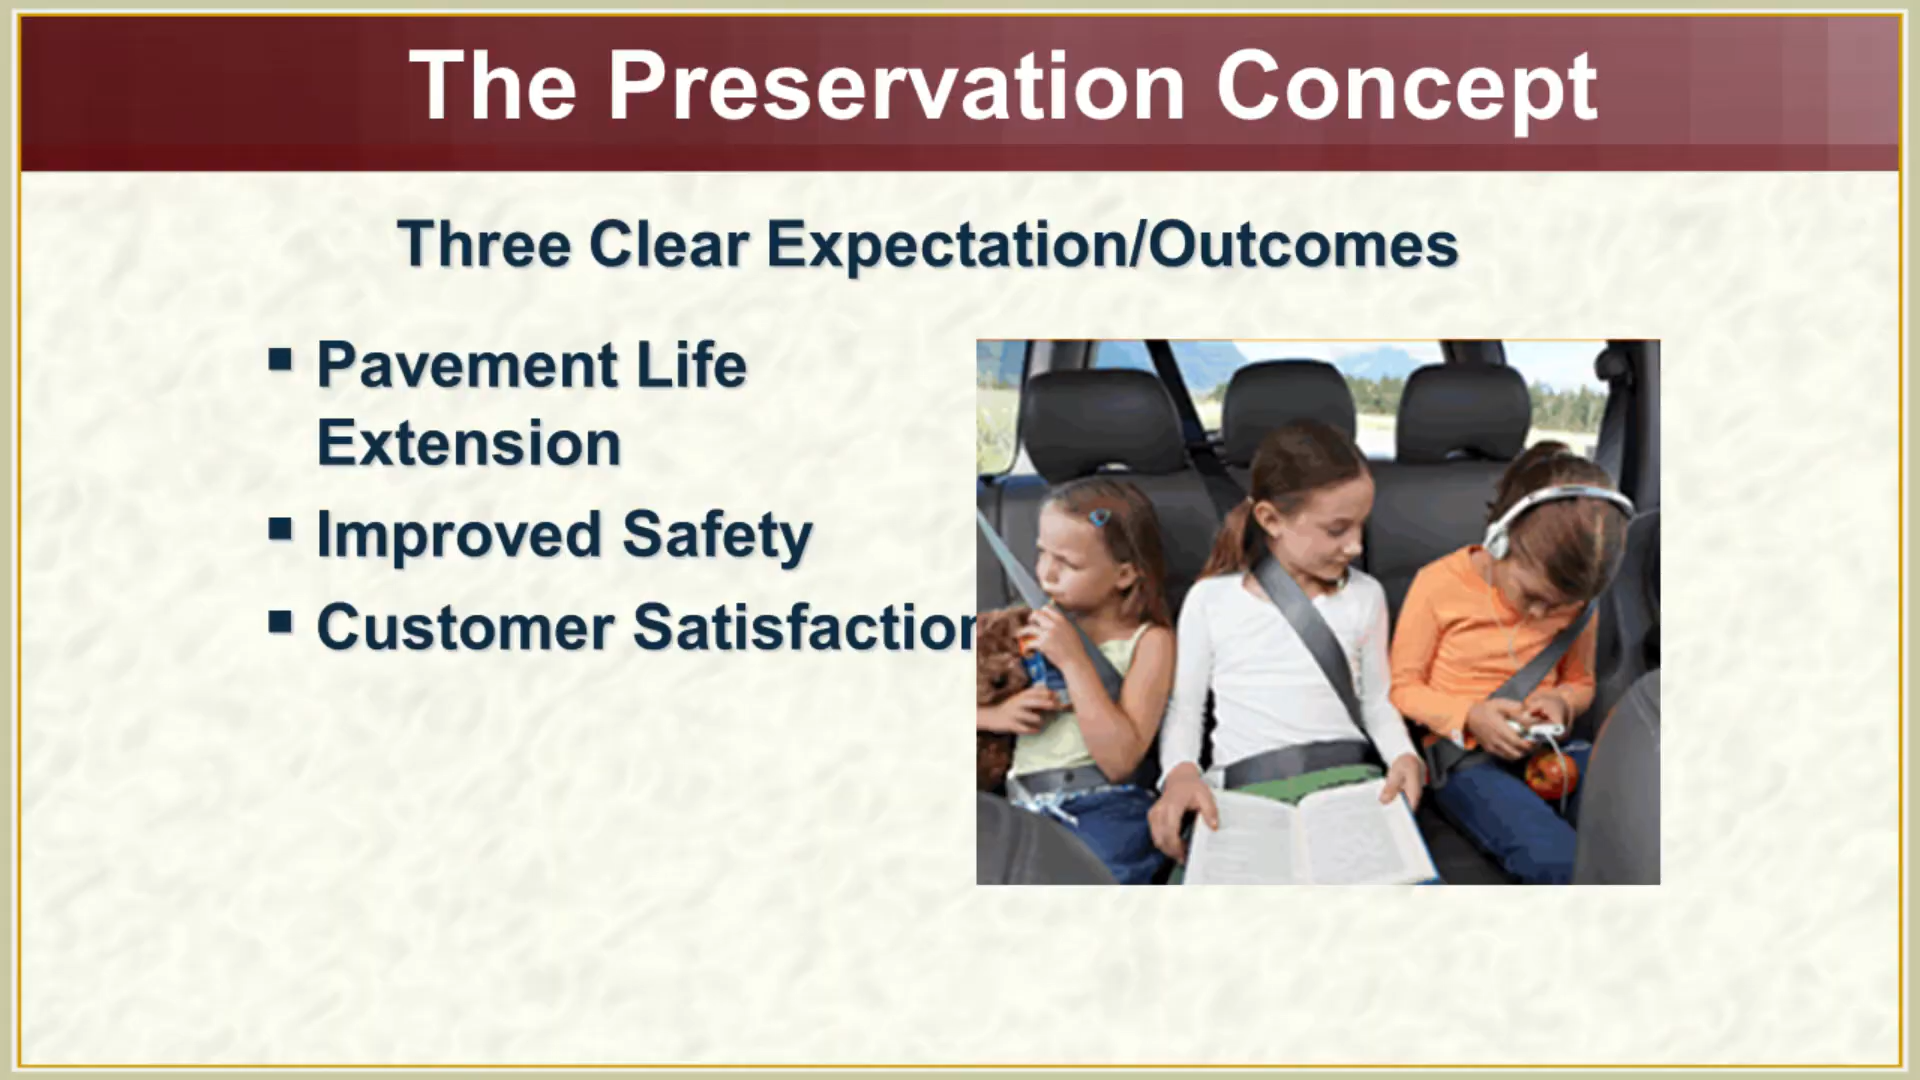 The Preservation Concept
Three Clear Expectation/Outcomes
▪ Pavement Life
Extension
▪ Improved Safety
▪ Customer Satisfaction